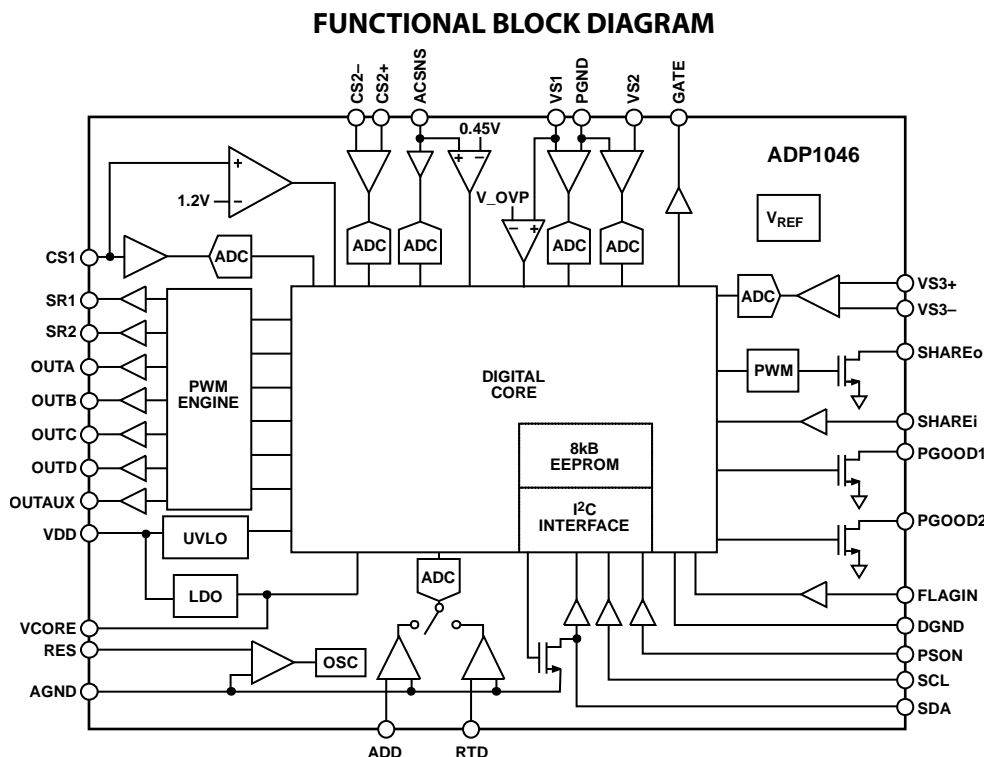 FUNCTIONAL BLOCK DIAGRAM
CS2–
CS2+
ACSNS
VS1
PGND
VS2
GATE
ADP1046
VREF
+
1.2V
–
0.45V
+
–
V_OVP
–
+
ADC
ADC
ADC
ADC
CS1
ADC
SR1
SR2
OUTA
OUTB
OUTC
OUTD
OUTAUX
PWM
ENGINE
DIGITAL
CORE
8kB
EEPROM
I2C
INTERFACE
ADC
VS3+
VS3–
PWM
SHAREo
SHAREi
PGOOD1
PGOOD2
VDD
UVLO
LDO
VCORE
RES
AGND
OSC
ADC
FLAGIN
DGND
PSON
SCL
SDA
ADD
RTD